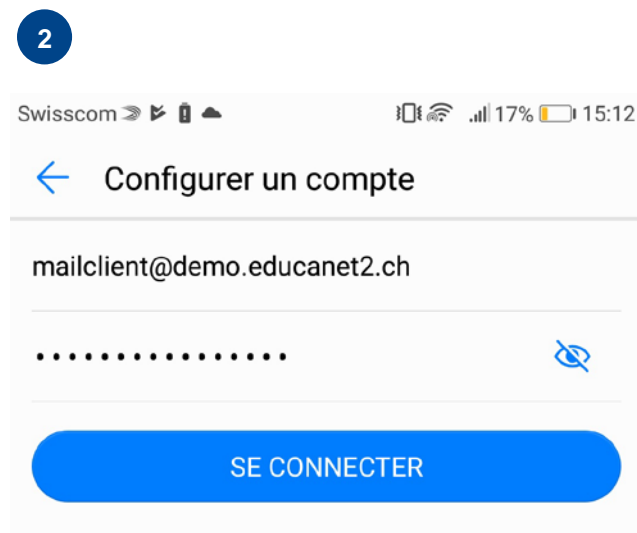 2
Swisscom 17% 15:12
Configurer un compte
mailclient@demo.educanet2.ch
••••••••••••••••
SE CONNECTER